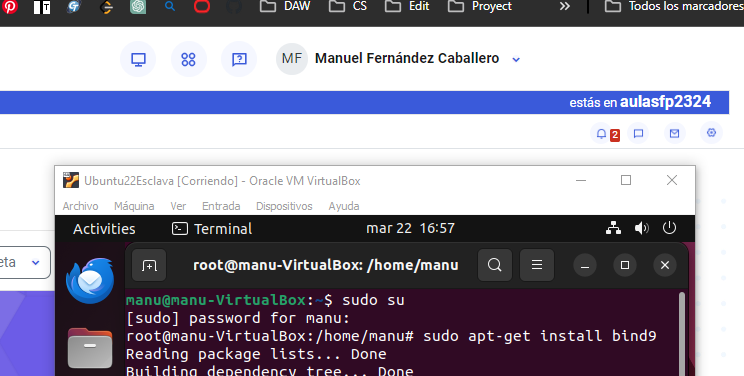 DAW CS Edit Proyect » Todos los marcadores
MF Manuel Fernández Caballero
estás en aulasfp2324
2
Ubuntu22Esclava [Corriendo] - Oracle VM VirtualBox
Archivo Máquina Ver Entrada Dispositivos Ayuda
Activities Terminal mar 22 16:57
eta
root@manu-VirtualBox: /home/manu
manu@manu-VirtualBox:~$ sudo su
[sudo] password for manu:
root@manu-VirtualBox:/home/manu# sudo apt-get install bind9
Reading package lists... Done
Building dependency tree... Done